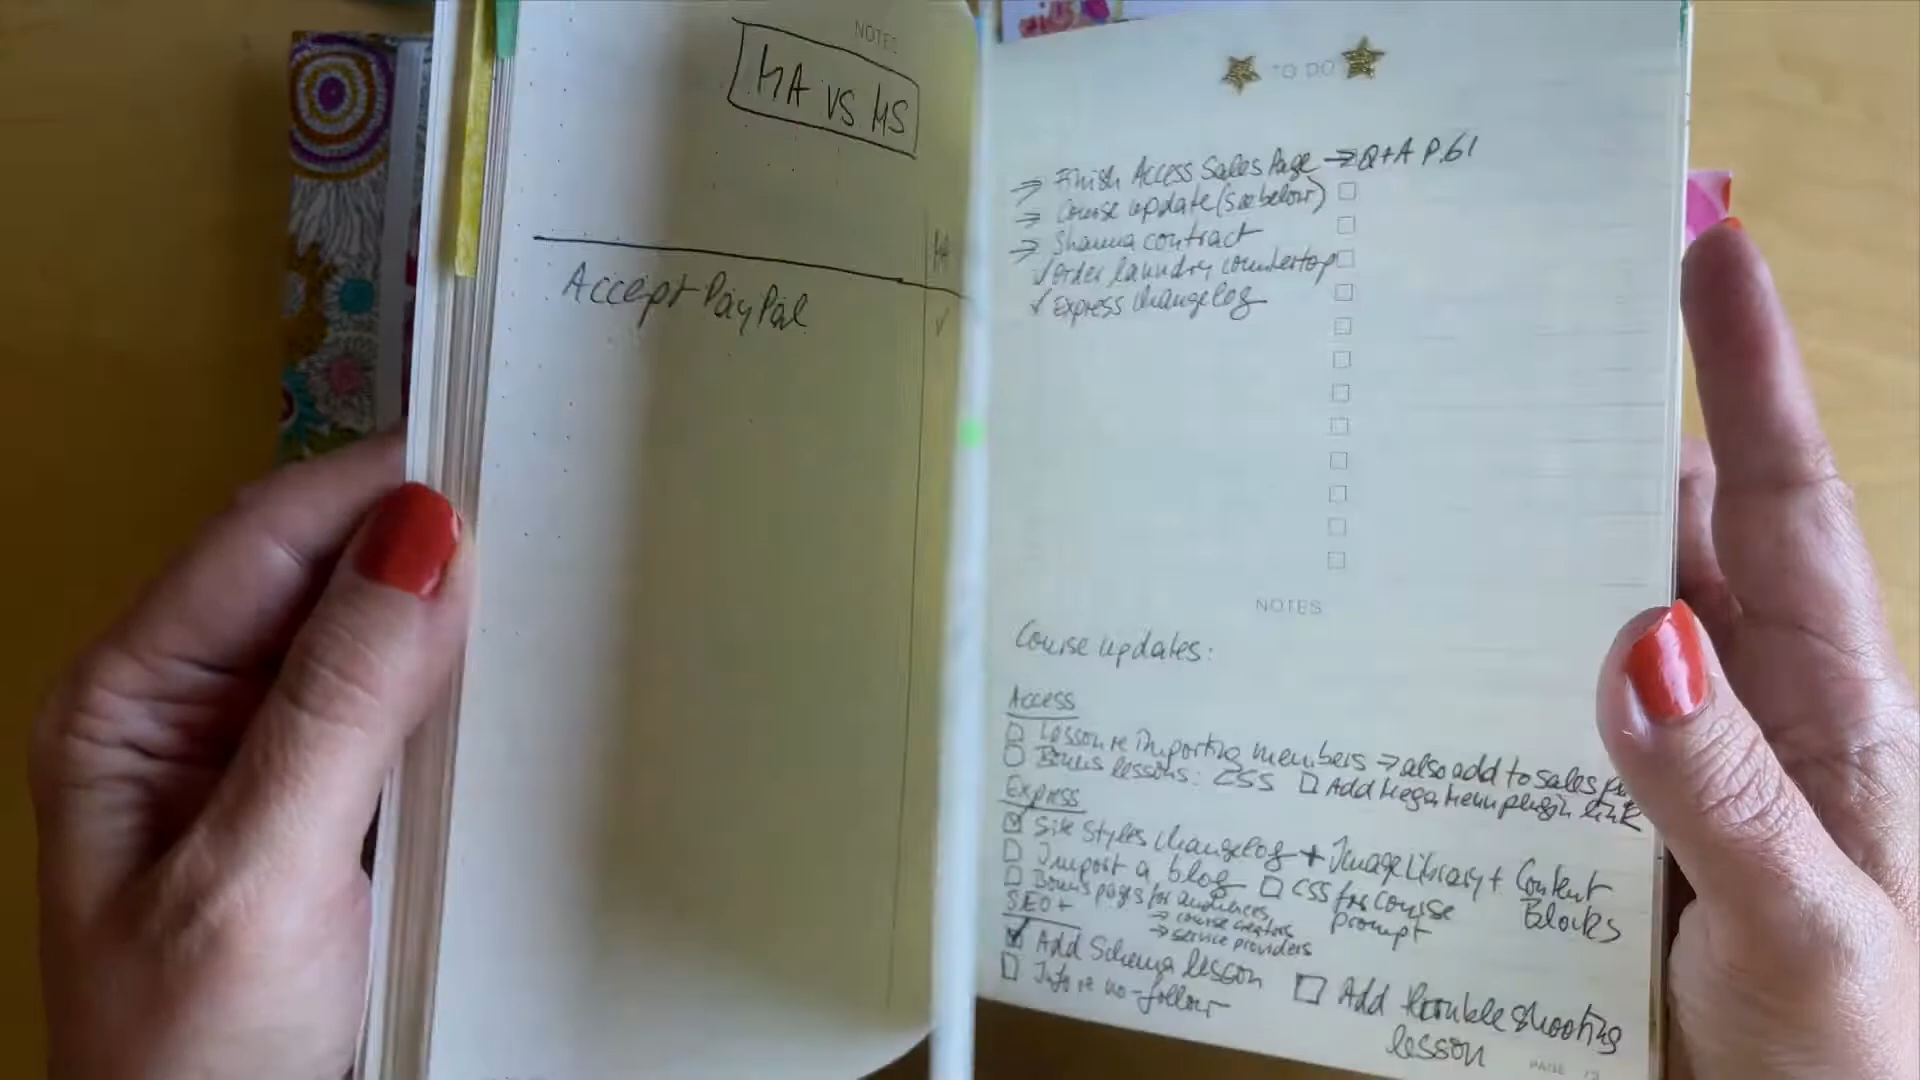 NOTES
MA VS MS
MA
Accept PayPal
✓
TO DO
→ Finish Access Sales Page → Q+A P.61
→ Course update (see below)
→ Shauna contract
✓ order laundry countertop
✓ Express changelog
NOTES
Course updates:
Access
Lesson re importing members → also add to sales
Bonus lessons: CSS Add Mega Menu plugin link
Express
Site Styles changelog + Image Library + Content Blocks
Import a blog CSS for course prompt
Bonus pages for audiences
→ course creators
→ service providers
SEO+
Add Schema lesson
Info re no-follow
Add troubleshooting
lesson
PAGE